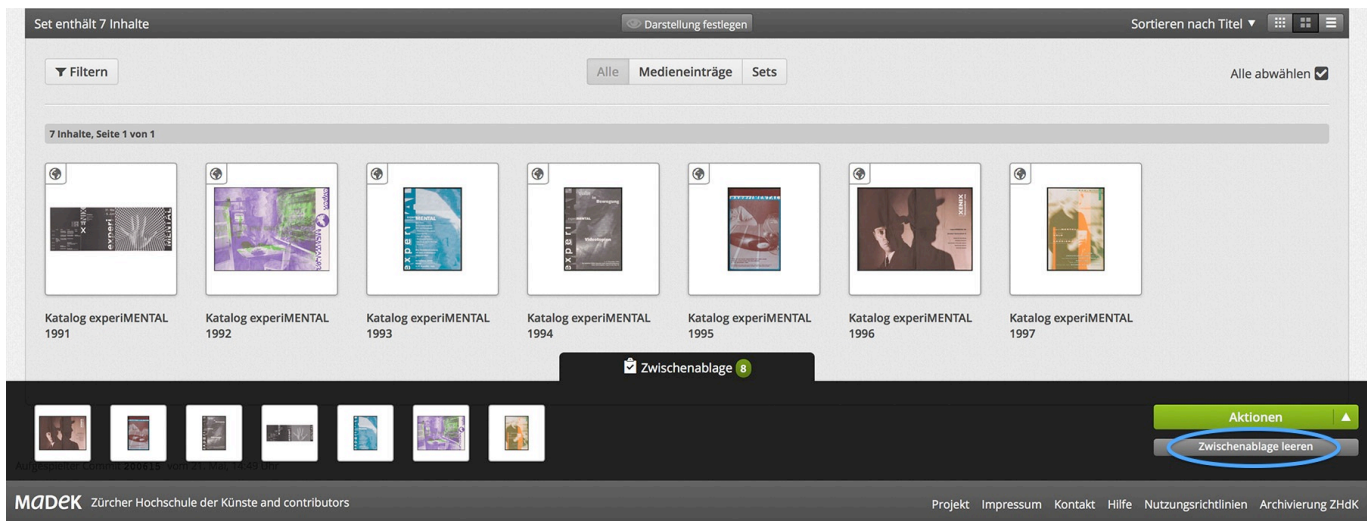 Set enthält 7 Inhalte
Darstellung festlegen
Sortieren nach Titel
Filtern
Alle Medieneinträge Sets
Alle abwählen
7 Inhalte, Seite 1 von 1
Katalog experiMENTAL 1991
Katalog experiMENTAL 1992
Katalog experiMENTAL 1993
Katalog experiMENTAL 1994
Katalog experiMENTAL 1995
Katalog experiMENTAL 1996
Katalog experiMENTAL 1997
Zwischenablage 8
Aktionen
Zwischenablage leeren
MADEK Zürcher Hochschule der Künste and contributors
Projekt Impressum Kontakt Hilfe Nutzungsrichtlinien Archivierung ZHdK